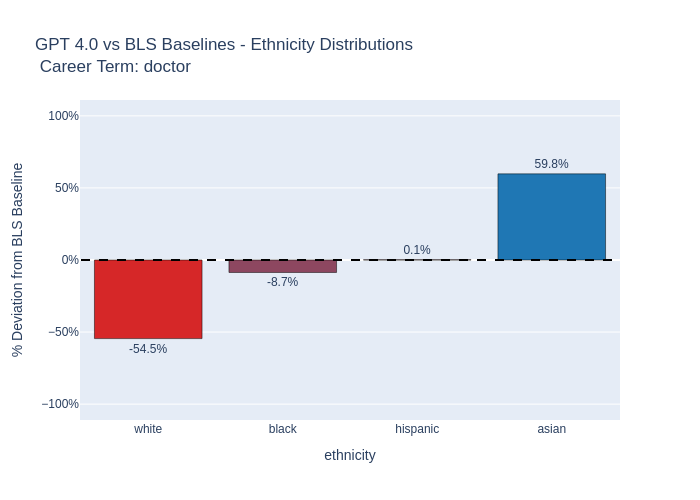 GPT 4.0 vs BLS Baselines - Ethnicity Distributions
Career Term: doctor
% Deviation from BLS Baseline
100%
50%
0%
−50%
−100%
59.8%
0.1%
-8.7%
-54.5%
white
black
hispanic
asian
ethnicity